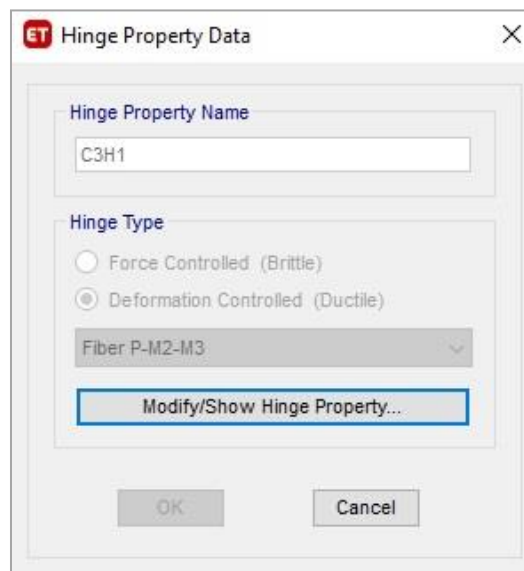 ET Hinge Property Data
Hinge Property Name
C3H1
Hinge Type
Force Controlled (Brittle)
Deformation Controlled (Ductile)
Fiber P-M2-M3
Modify/Show Hinge Property...
OK Cancel